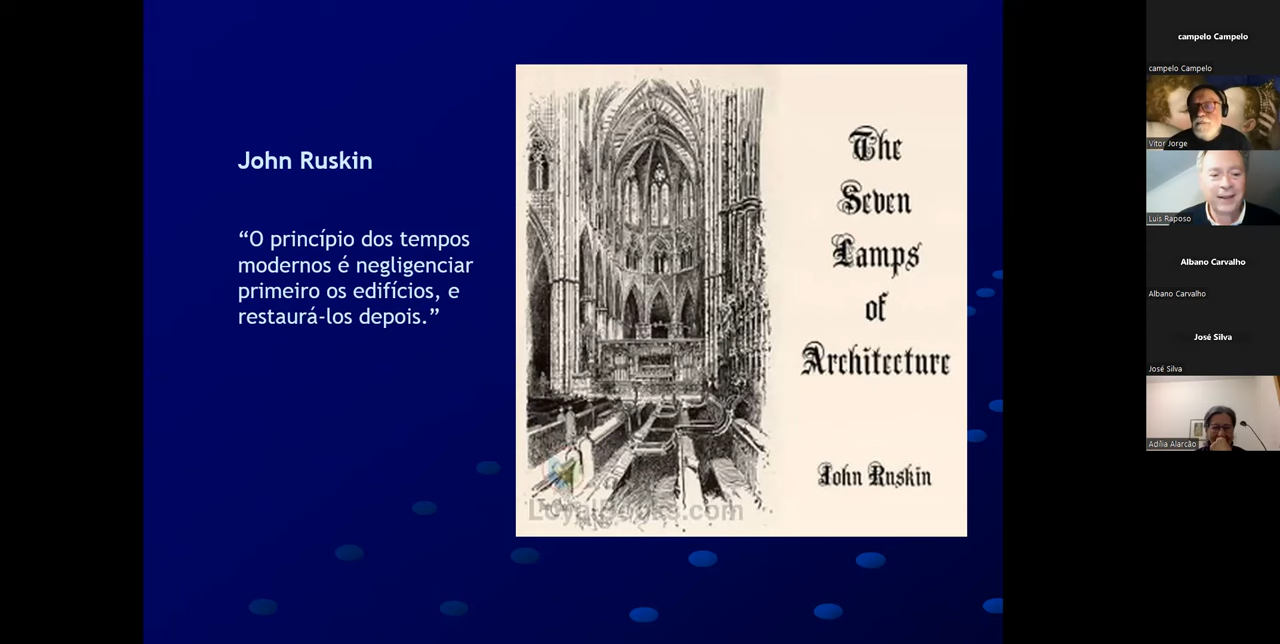 John Ruskin
“O princípio dos tempos
modernos é negligenciar
primeiro os edifícios, e
restaurá-los depois.”
The
Seven
Lamps
of
Architecture
John Ruskin
LoyalBooks.com
campelo Campelo
campelo Campelo
Vitor Jorge
Luis Raposo
Albano Carvalho
Albano Carvalho
José Silva
José Silva
Adília Alarcão